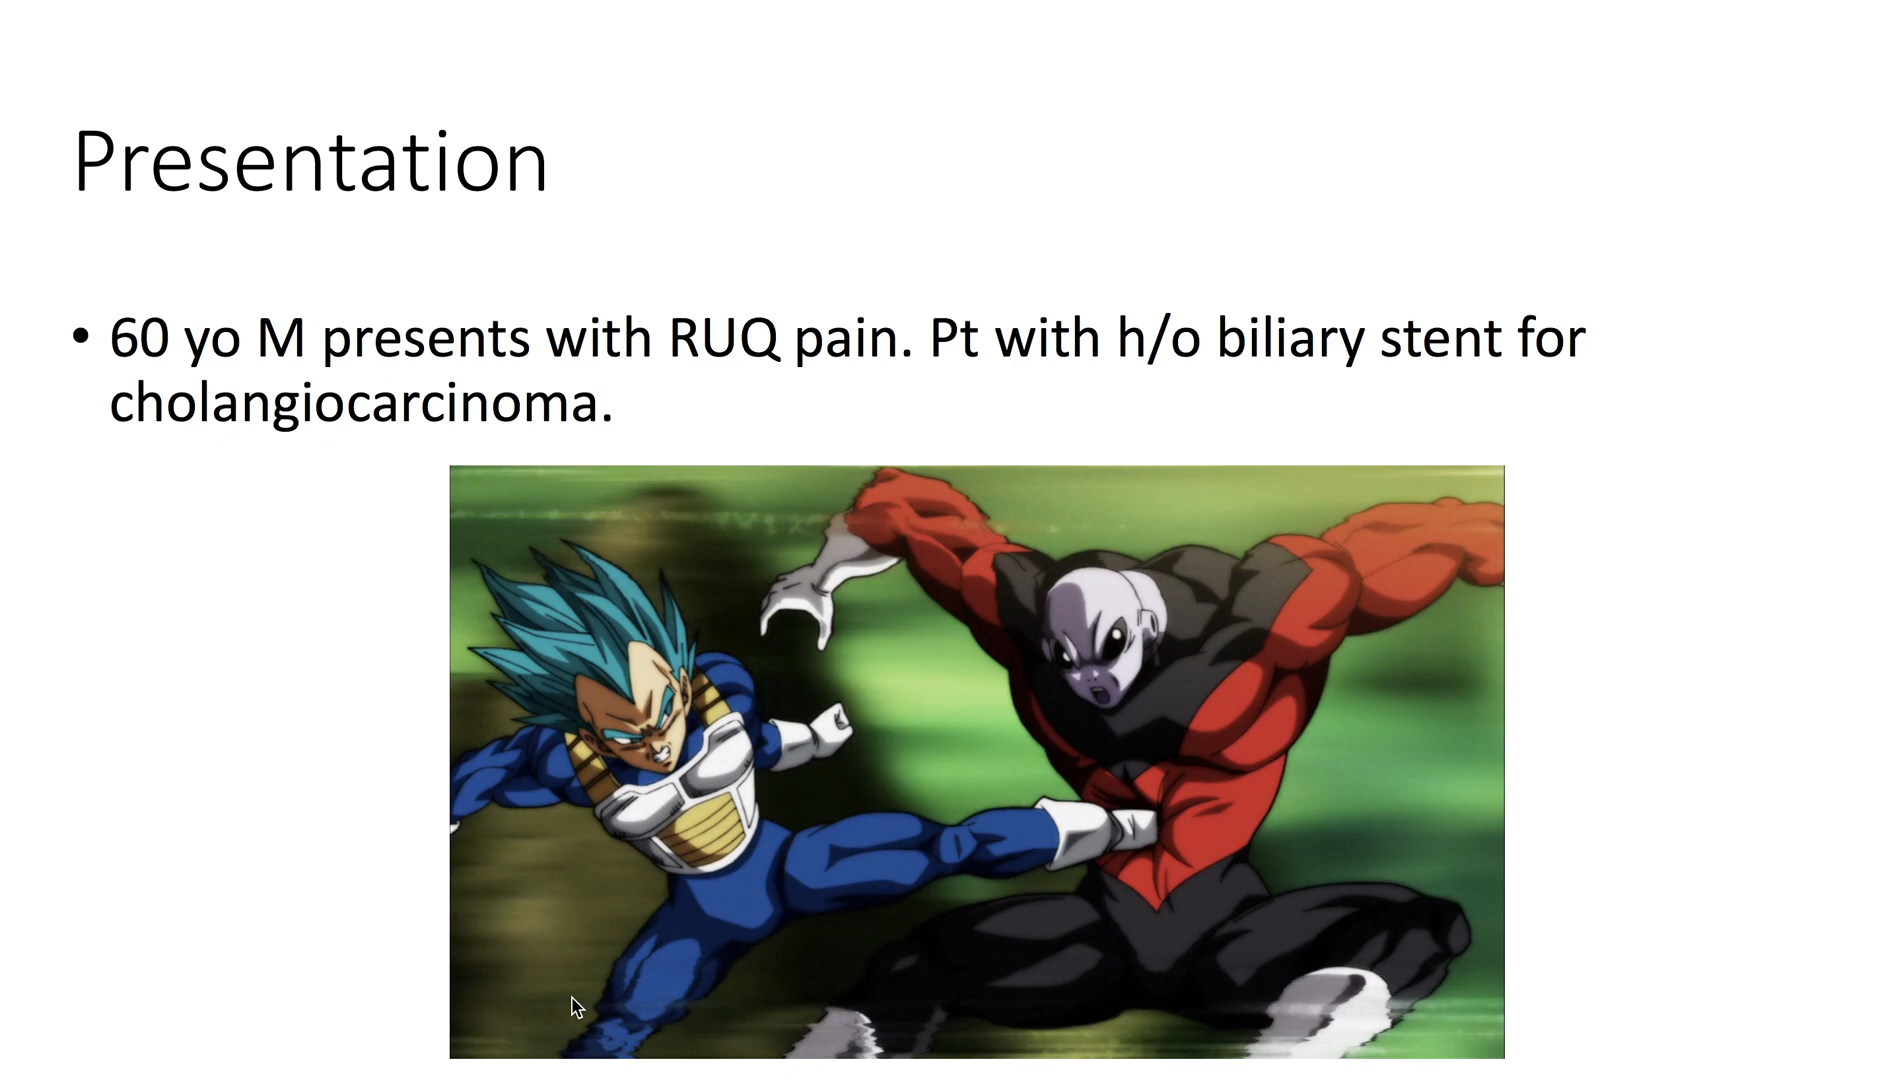 Presentation
• 60 yo M presents with RUQ pain. Pt with h/o biliary stent for
cholangiocarcinoma.